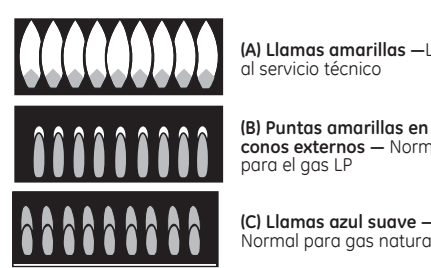 (A) Llamas amarillas —L
al servicio técnico
(B) Puntas amarillas en
conos externos — Norm
para el gas LP
(C) Llamas azul suave —
Normal para gas natura